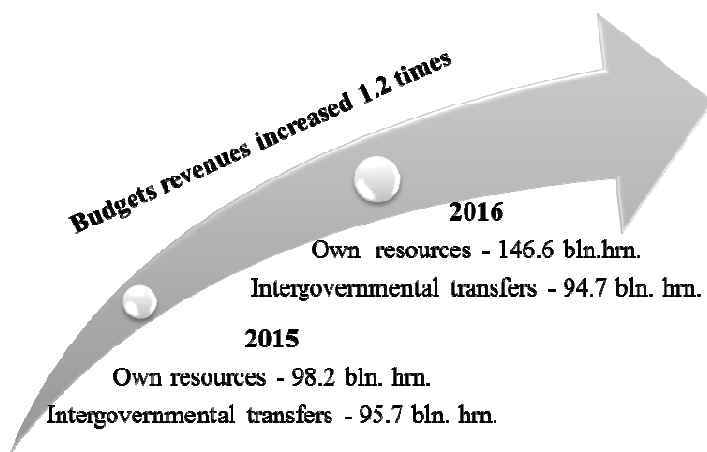 Budgets revenues increased 1.2 times
2016
Own resources - 146.6 bln.hrn.
Intergovernmental transfers - 94.7 bln. hrn.
2015
Own resources - 98.2 bln. hrn.
Intergovernmental transfers - 95.7 bln. hrn.